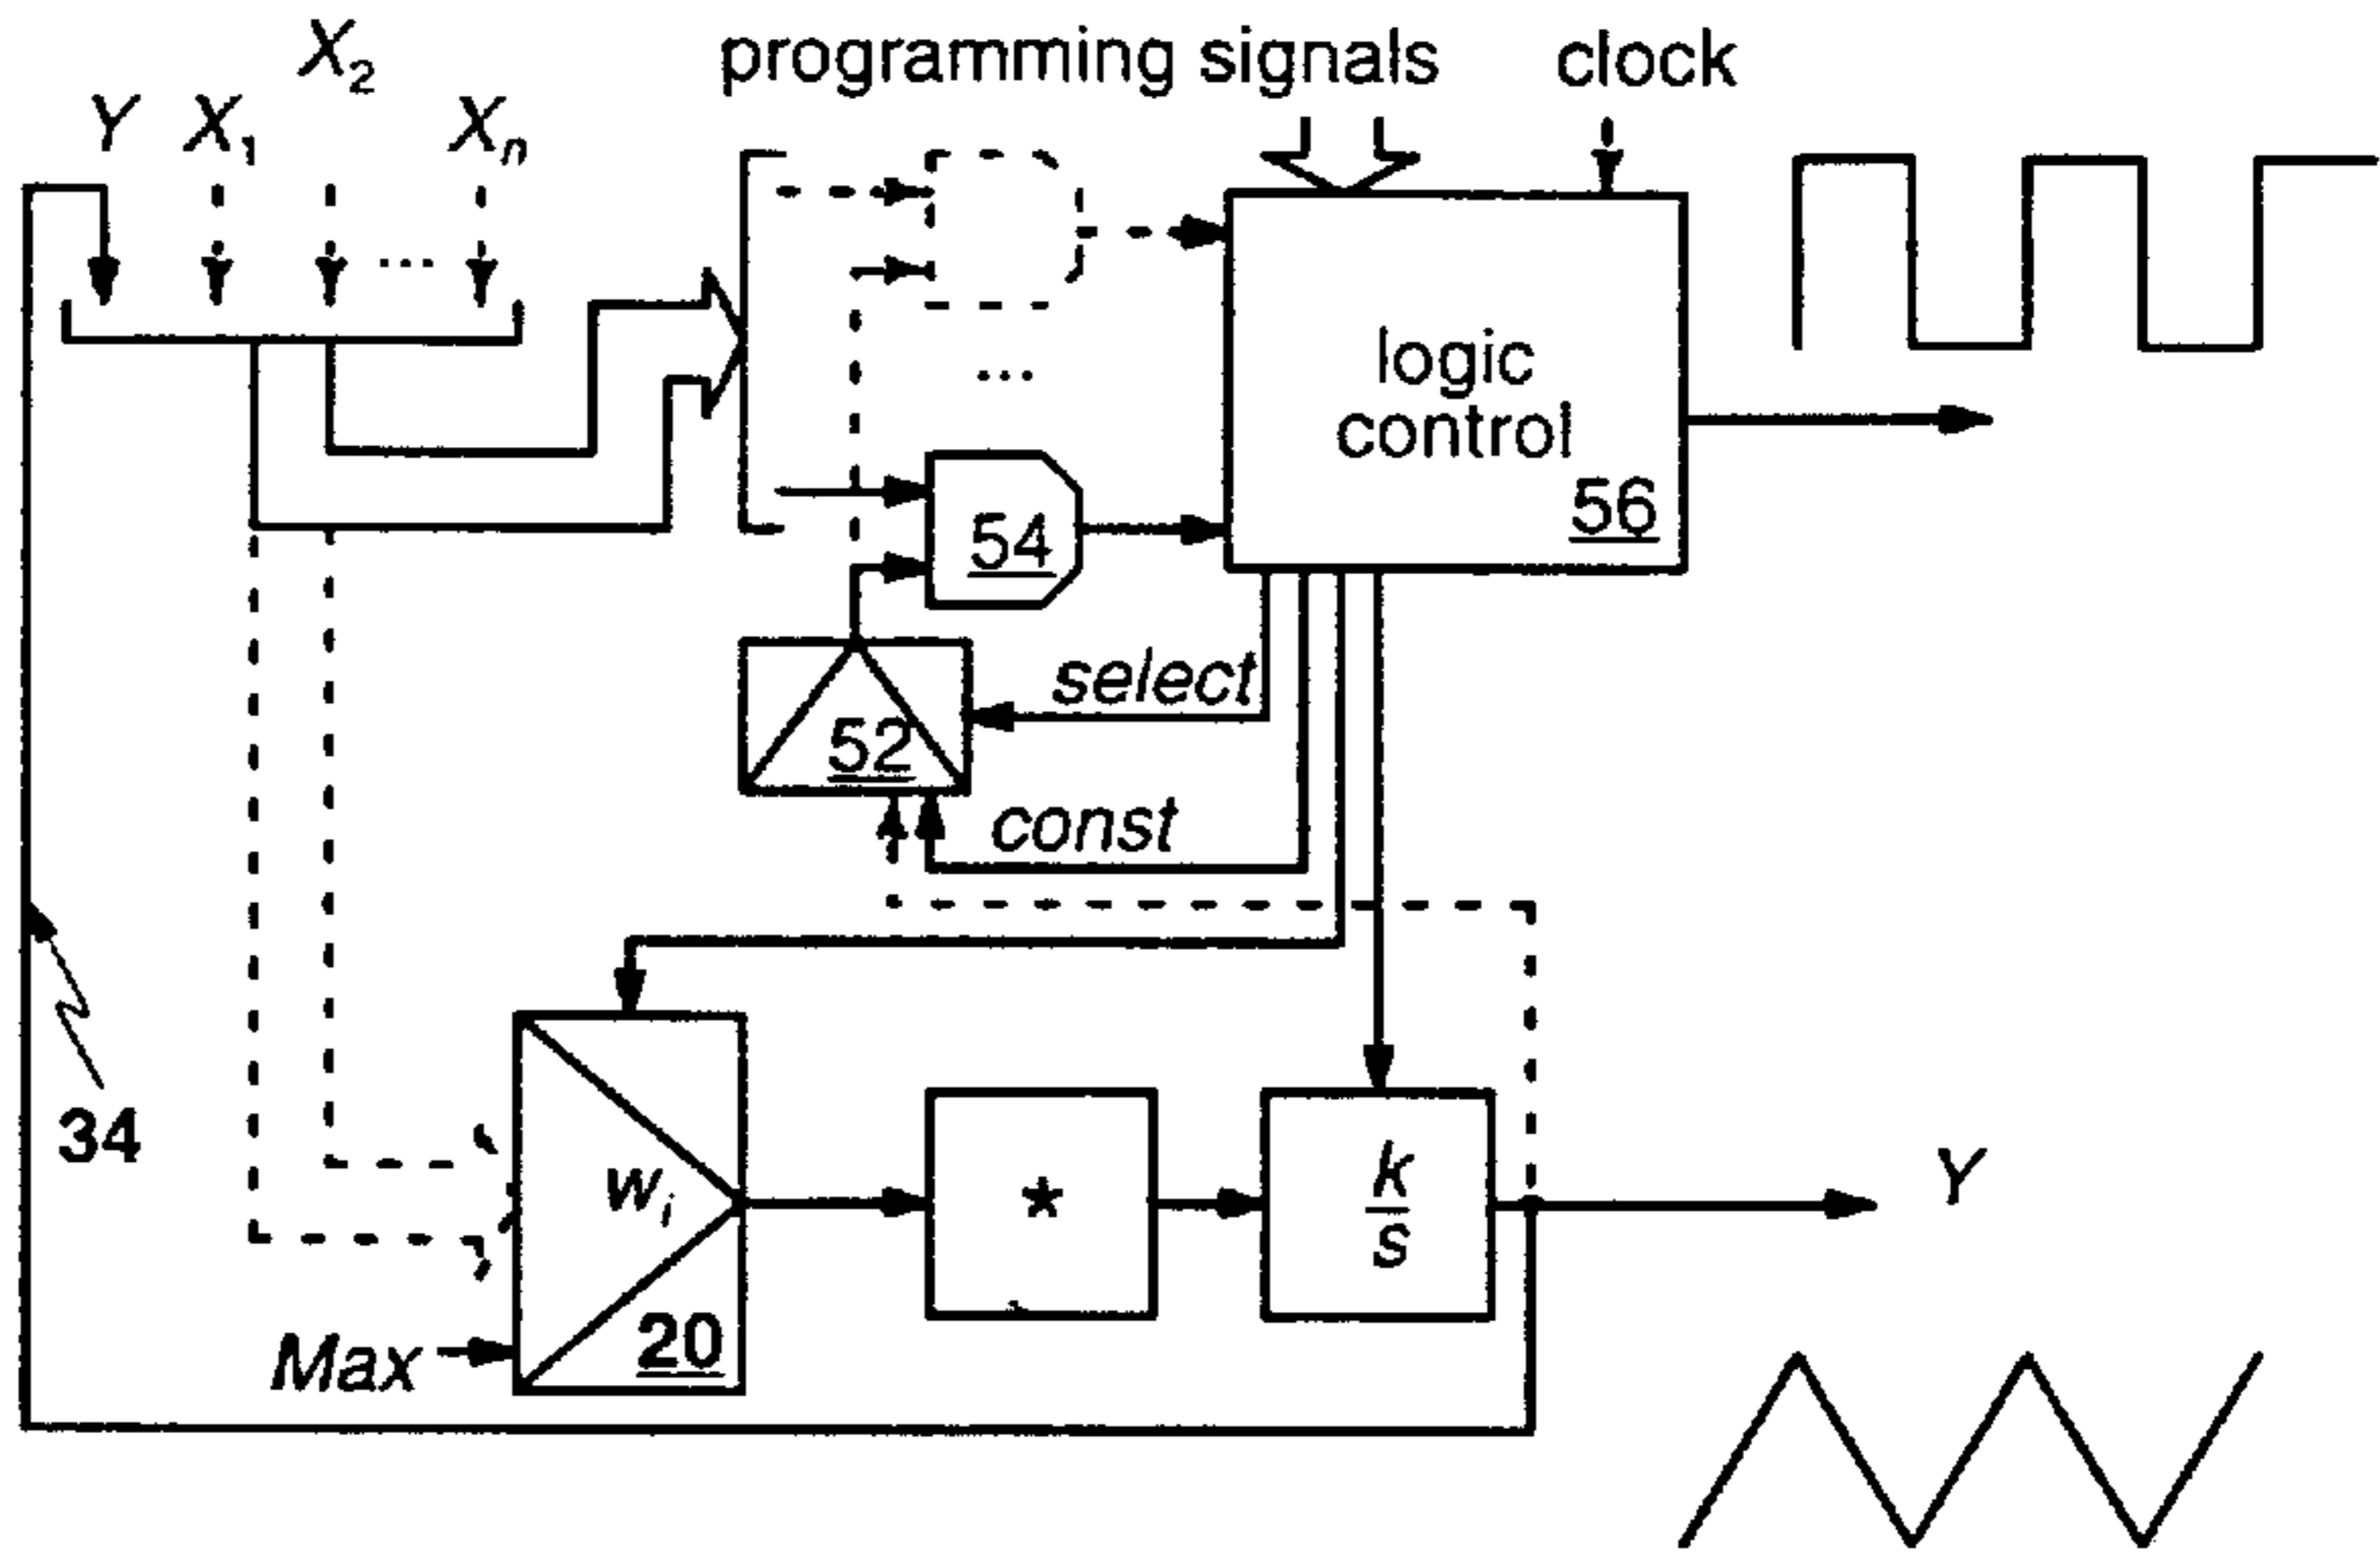 programming signals clock
Y X₁ X₂ ... Xₙ
...
logic
control
56
54
select
52
const
34
wᵢ
20
*
k
s
Y
Max